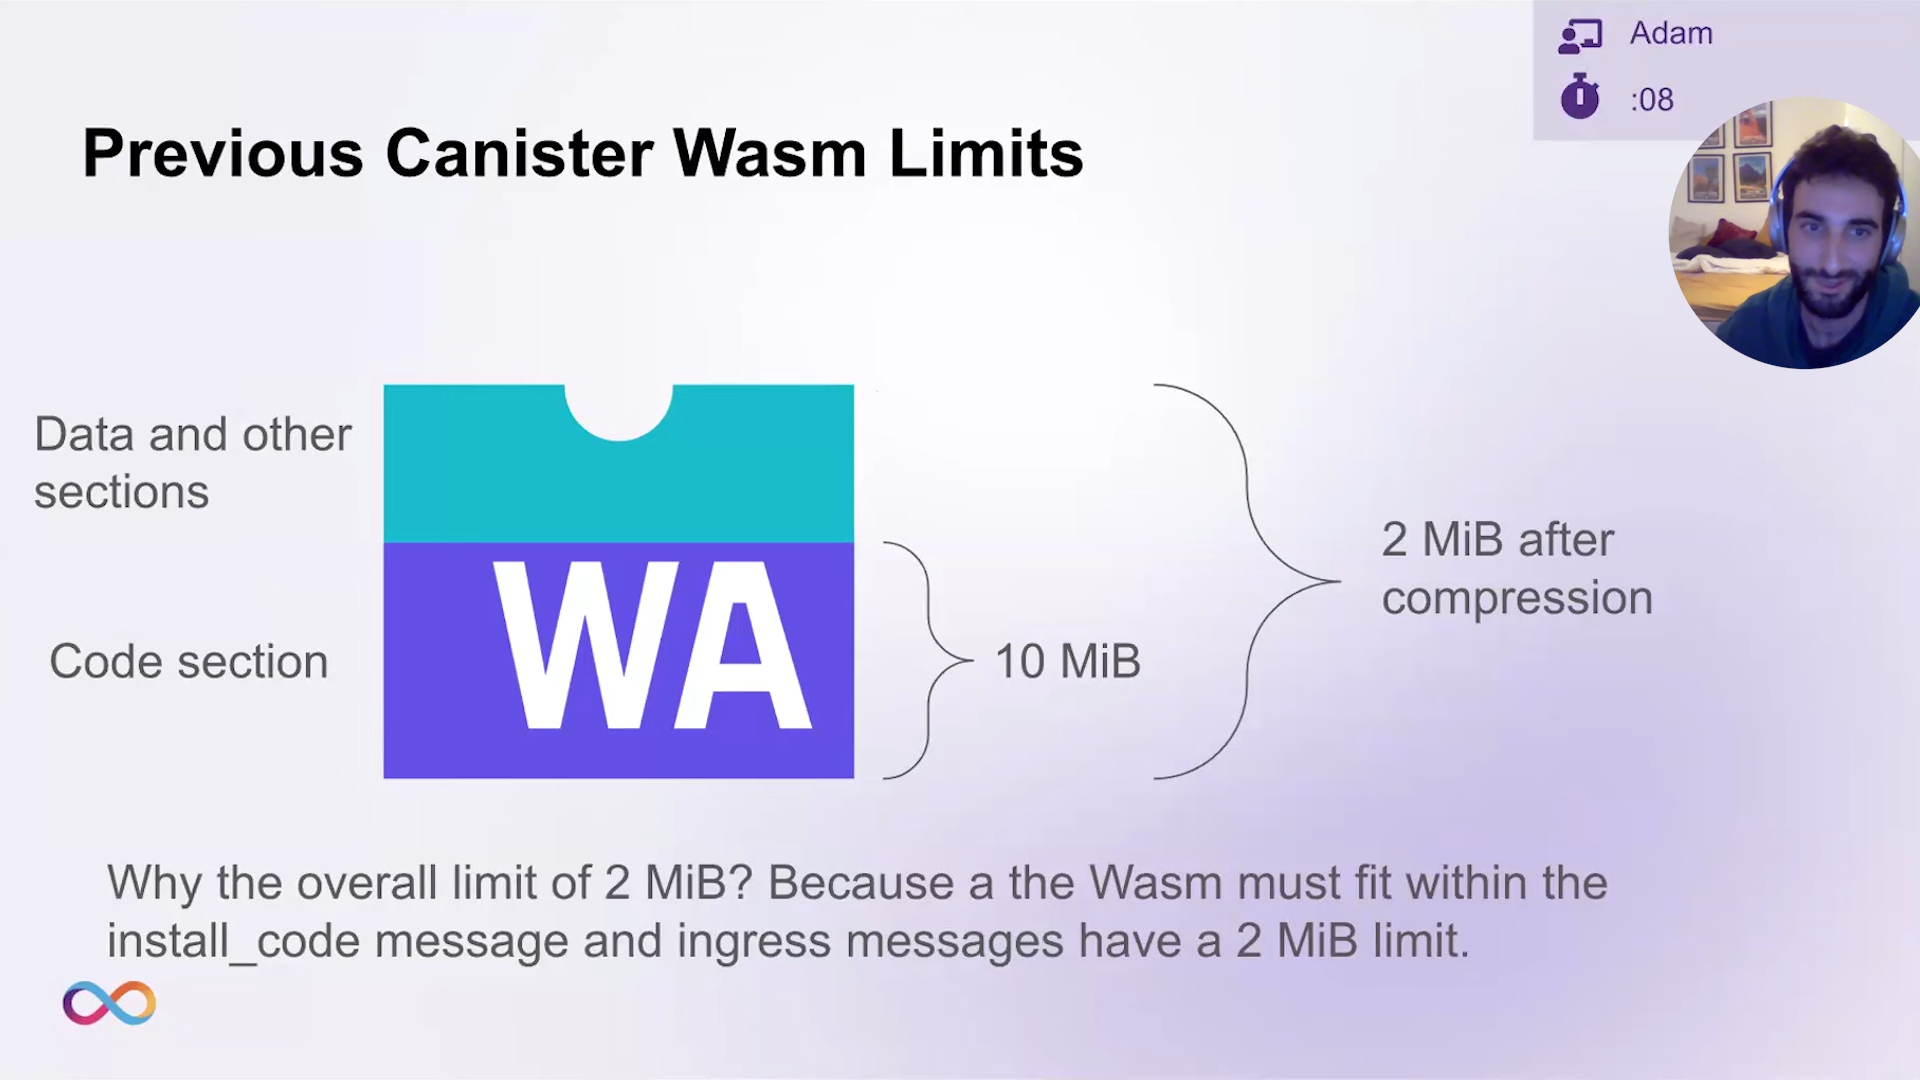 Adam
:08
Previous Canister Wasm Limits
Data and other
sections
WA
Code section
10 MiB
2 MiB after
compression
Why the overall limit of 2 MiB? Because a the Wasm must fit within the
install_code message and ingress messages have a 2 MiB limit.